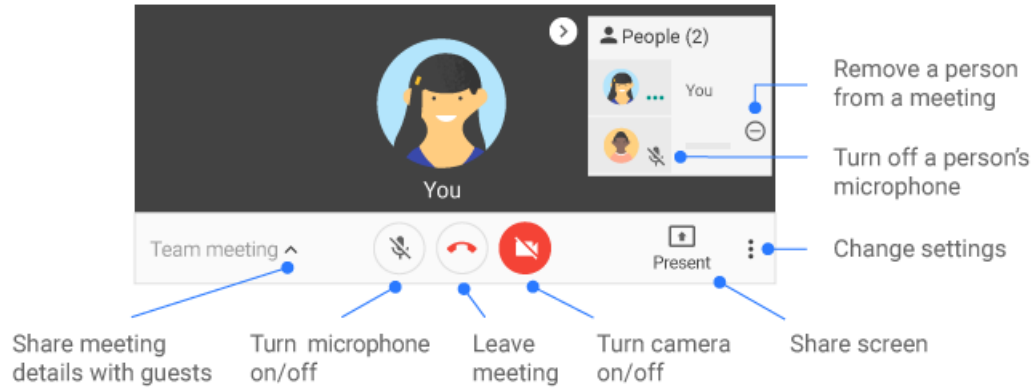 People (2)
You
You
Remove a person
from a meeting
Turn off a person's
microphone
Team meeting
Present
Change settings
Share meeting
details with guests
Turn microphone
on/off
Leave
meeting
Turn camera
on/off
Share screen